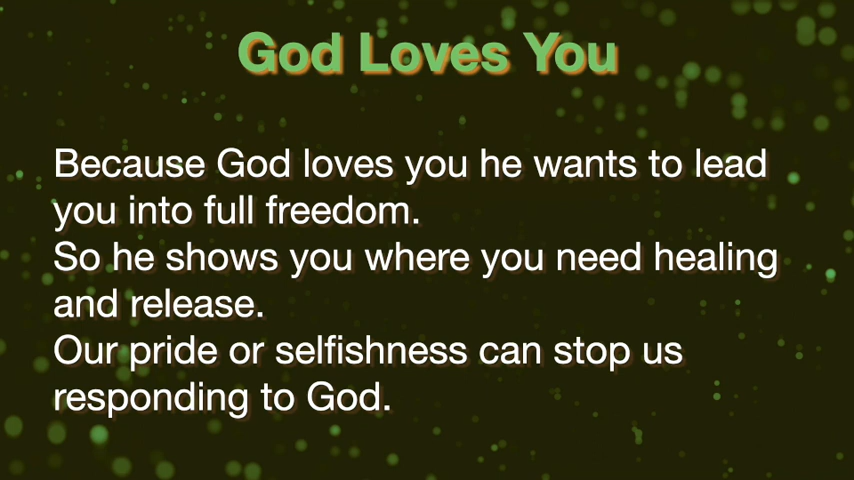 God Loves You
Because God loves you he wants to lead
you into full freedom.
So he shows you where you need healing
and release.
Our pride or selfishness can stop us
responding to God.